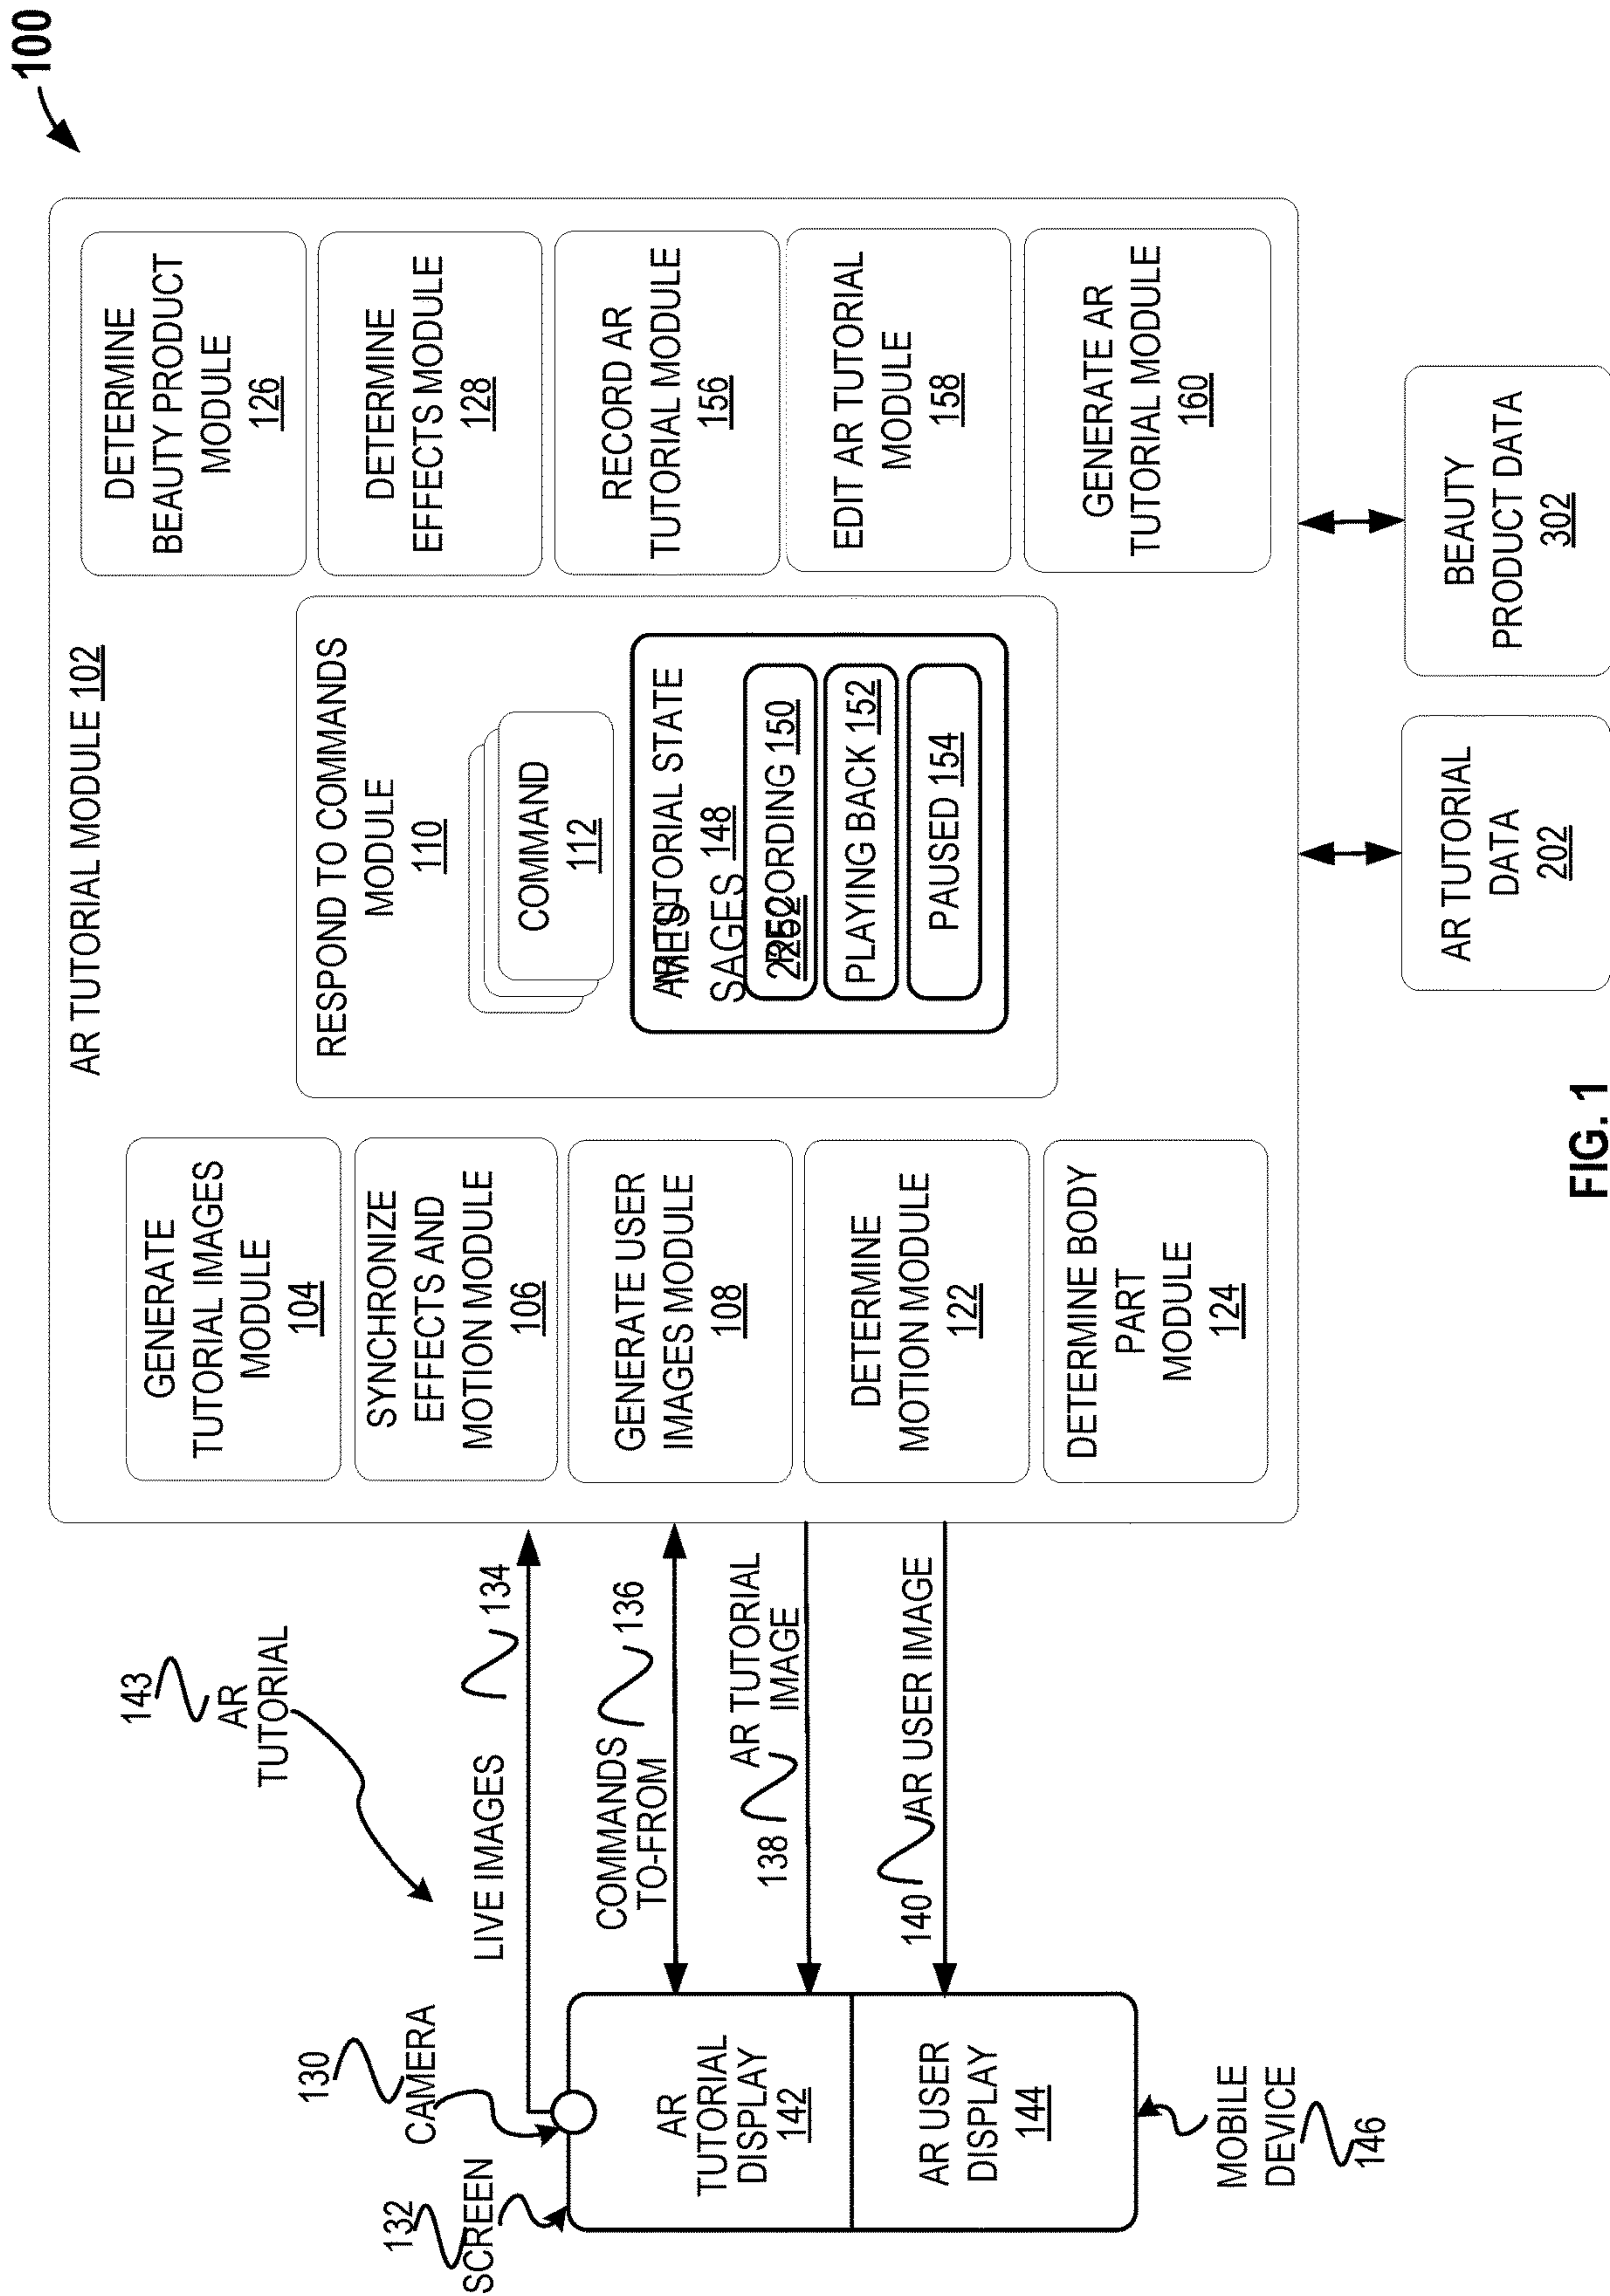 100
AR TUTORIAL MODULE 102
GENERATE
TUTORIAL IMAGES
MODULE
104
SYNCHRONIZE
EFFECTS AND
MOTION MODULE
106
GENERATE USER
IMAGES MODULE
108
DETERMINE
MOTION MODULE
122
DETERMINE BODY
PART
MODULE
124
RESPOND TO COMMANDS
MODULE
110
COMMAND
112
AR TUTORIAL STATE
148
MES-
SAGES
2252
RECORDING 150
PLAYING BACK 152
PAUSED 154
DETERMINE
BEAUTY PRODUCT
MODULE
126
DETERMINE
EFFECTS MODULE
128
RECORD AR
TUTORIAL MODULE
156
EDIT AR TUTORIAL
MODULE
158
GENERATE AR
TUTORIAL MODULE
160
143
AR
TUTORIAL
LIVE IMAGES
134
COMMANDS
TO-FROM
136
138
AR TUTORIAL
IMAGE
140
AR USER IMAGE
130
CAMERA
132
SCREEN
AR
TUTORIAL
DISPLAY
142
AR USER
DISPLAY
144
MOBILE
DEVICE
146
AR TUTORIAL
DATA
202
BEAUTY
PRODUCT DATA
302
FIG. 1